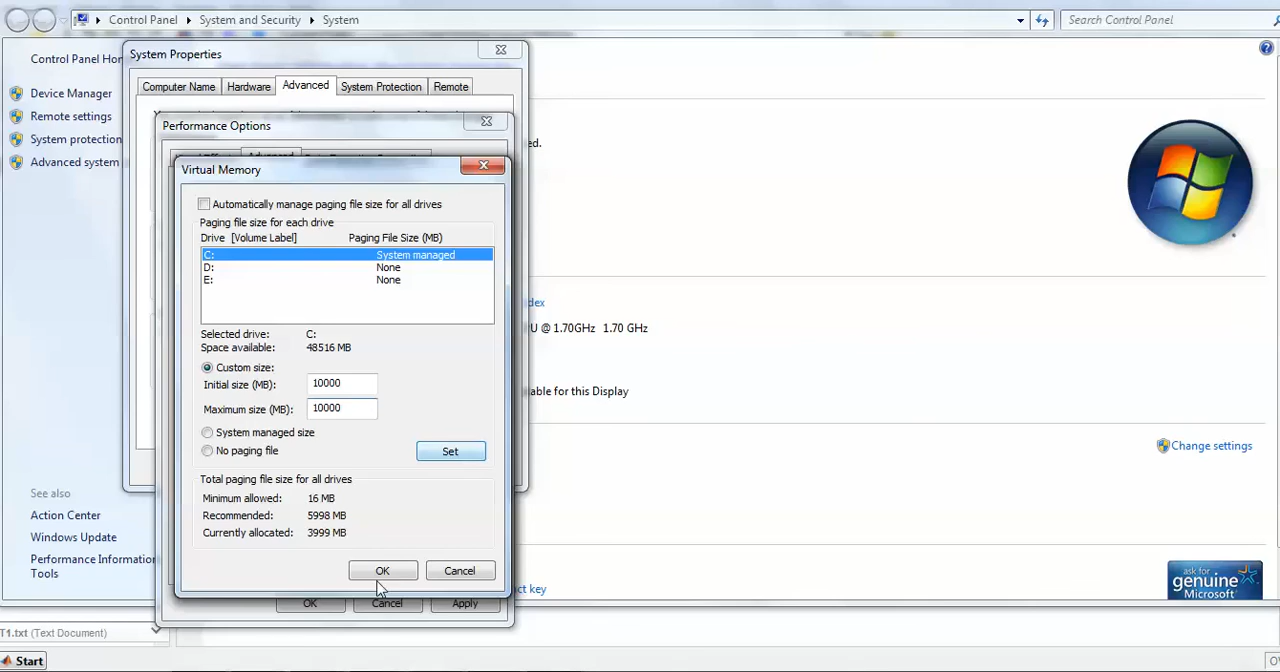 Control Panel
System and Security
System
Search Control Panel
System Properties
Control Panel Hor
Device Manager
Remote settings
System protection
Advanced system
Computer Name
Hardware
Advanced
System Protection
Remote
Performance Options
Advanced
Virtual Memory
Automatically manage paging file size for all drives
Paging file size for each drive
Drive [Volume Label] Paging File Size (MB)
C: System managed
D: None
E: None
Selected drive: C:
Space available: 48516 MB
Custom size:
Initial size (MB): 10000
Maximum size (MB): 10000
System managed size
No paging file
Set
Total paging file size for all drives
Minimum allowed: 16 MB
Recommended: 5998 MB
Currently allocated: 3999 MB
OK Cancel
OK Cancel Apply
ed.
dex
U @ 1.70GHz 1.70 GHz
able for this Display
Change settings
ct key
ask for
genuine
Microsoft
See also
Action Center
Windows Update
Performance Information
Tools
T1.txt (Text Document)
Start